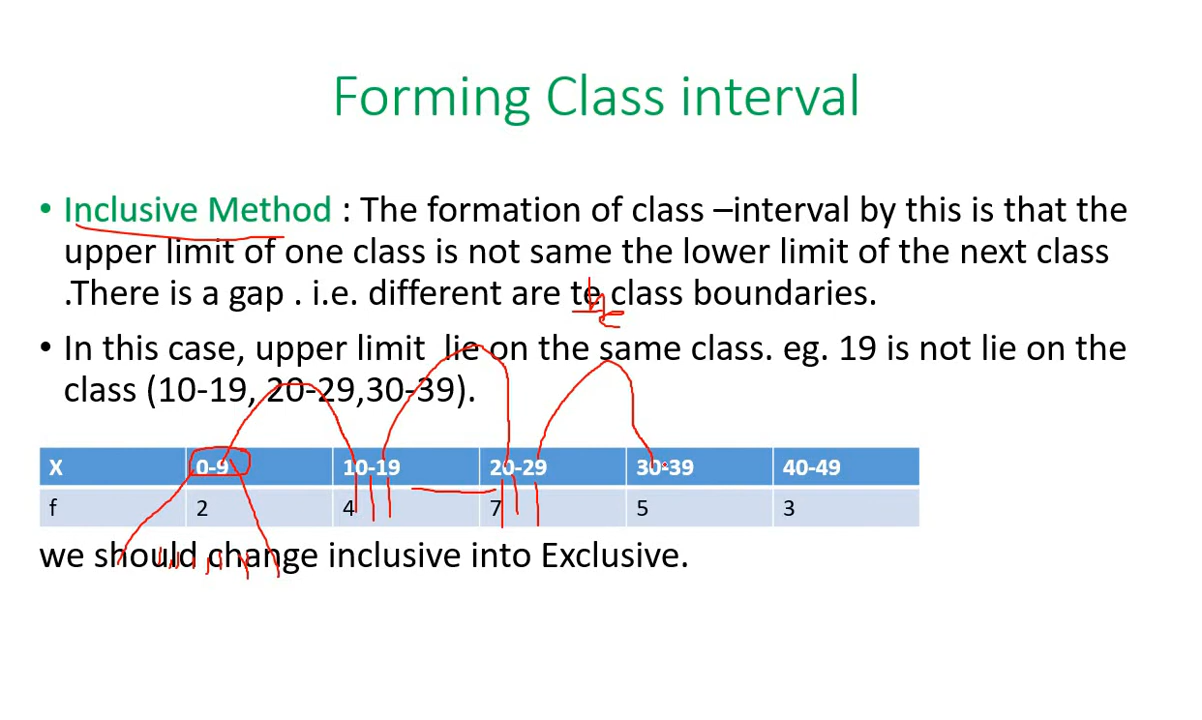 Forming Class interval
• Inclusive Method : The formation of class –interval by this is that the
upper limit of one class is not same the lower limit of the next class
.There is a gap . i.e. different are te class boundaries.
• In this case, upper limit lie on the same class. eg. 19 is not lie on the
class (10-19, 20-29,30-39).
X 0-9 10-19 20-29 30-39 40-49
f 2 4 7 5 3
we should change inclusive into Exclusive.